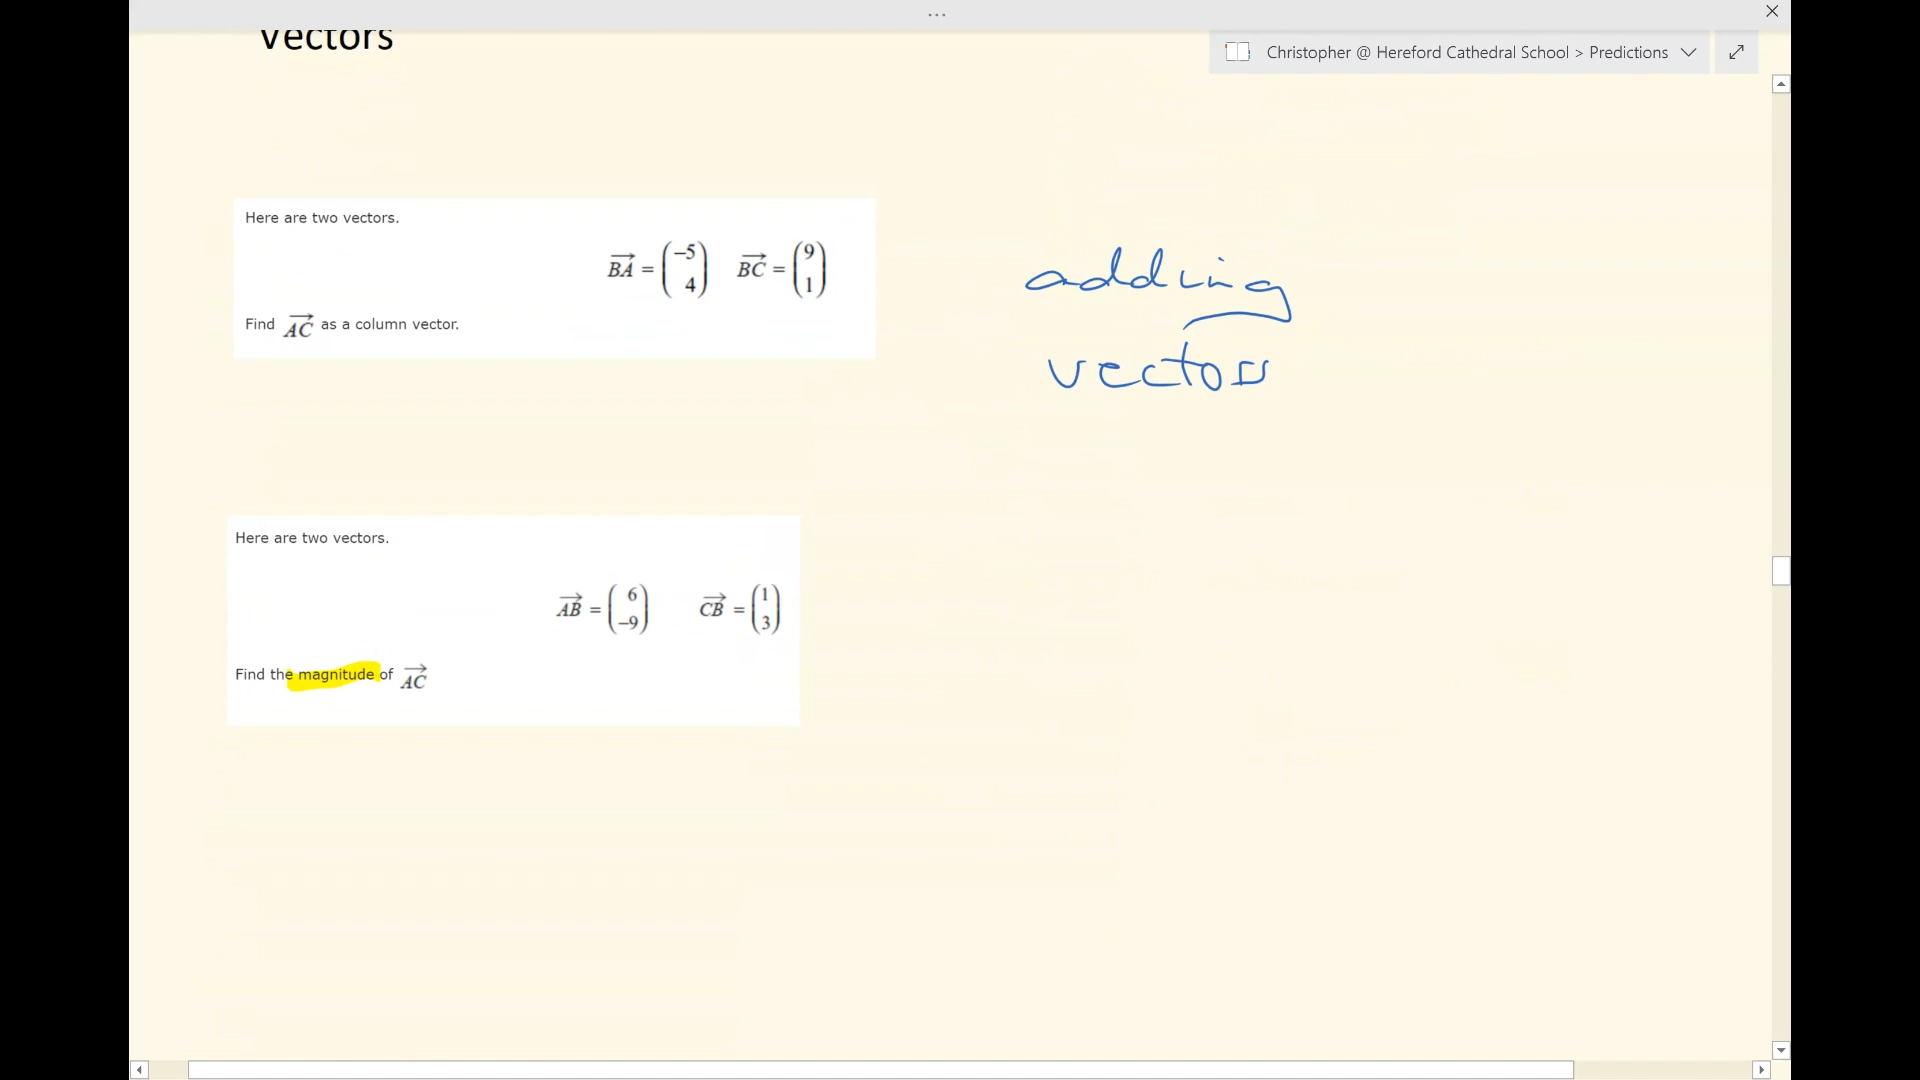 Vectors
Christopher @ Hereford Cathedral School > Predictions
Here are two vectors.
BA = (−5 4) BC = (9 1)
Find AC as a column vector.
adding
vectors
Here are two vectors.
AB = (6 −9) CB = (1 3)
Find the magnitude of AC